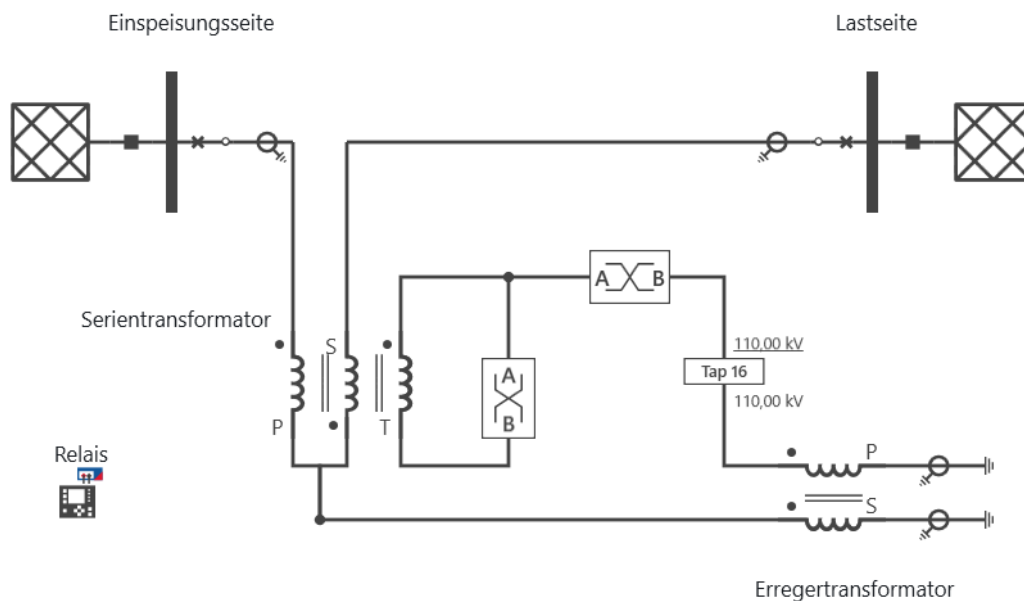 Einspeisungsseite
Lastseite
A B
Serientransformator
S
110,00 kV
Tap 16
A
110,00 kV
B
P
T
P
Relais
S
Erregertransformator